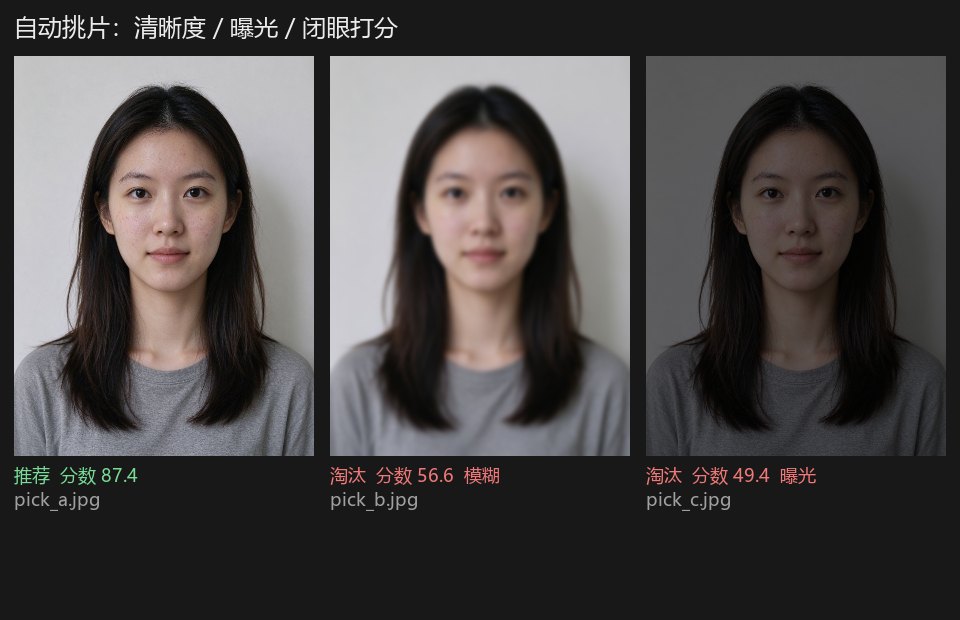 自动挑片：清晰度 / 曝光 / 闭眼打分
推荐 分数 87.4
pick_a.jpg
淘汰 分数 56.6 模糊
pick_b.jpg
淘汰 分数 49.4 曝光
pick_c.jpg